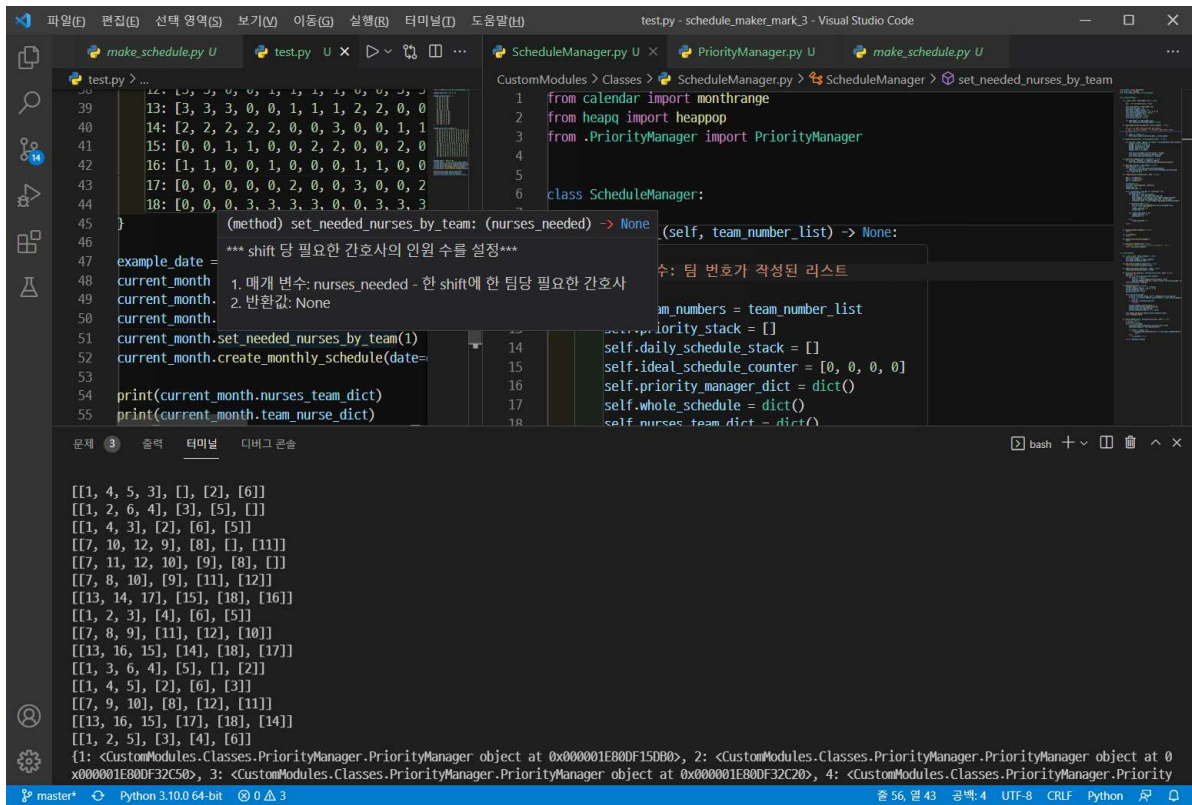 파일(F) 편집(E) 선택 영역(S) 보기(V) 이동(G) 실행(R) 터미널(T) 도움말(H)
test.py - schedule_maker_mark_3 - Visual Studio Code
make_schedule.py U
test.py U
ScheduleManager.py U
PriorityManager.py U
make_schedule.py U
test.py > ...
39 13: [3, 3, 3, 0, 0, 1, 1, 1, 2, 2, 0, 0
40 14: [2, 2, 2, 2, 2, 0, 0, 3, 0, 0, 1, 1
41 15: [0, 0, 1, 1, 0, 0, 2, 2, 0, 0, 2, 0
42 16: [1, 1, 0, 0, 1, 0, 0, 0, 1, 1, 0, 0
43 17: [0, 0, 0, 0, 0, 2, 0, 0, 3, 0, 0, 2
44 18: [0, 0, 0, 3, 3, 3, 3, 0, 0, 3, 3, 3
45 }
46
47 example_date =
48 current_month
49 current_month.
50 current_month.
51 current_month.set_needed_nurses_by_team(1)
52 current_month.create_monthly_schedule(date=
53
54 print(current_month.nurses_team_dict)
55 print(current_month.team_nurse_dict)
(method) set_needed_nurses_by_team: (nurses_needed) -> None
*** shift 당 필요한 간호사의 인원 수를 설정***
1. 매개 변수: nurses_needed - 한 shift에 한 팀당 필요한 간호사
2. 반환값: None
CustomModules > Classes > ScheduleManager.py > ScheduleManager > set_needed_nurses_by_team
1 from calendar import monthrange
2 from heapq import heappop
3 from .PriorityManager import PriorityManager
4
5
6 class ScheduleManager:
_(self, team_number_list) -> None:
수: 팀 번호가 작성된 리스트
am_numbers = team_number_list
self.priority_stack = []
14 self.daily_schedule_stack = []
15 self.ideal_schedule_counter = [0, 0, 0, 0]
16 self.priority_manager_dict = dict()
17 self.whole_schedule = dict()
18 self.nurses_team_dict = dict()
문제 3 출력 터미널 디버그 콘솔
bash
[[1, 4, 5, 3], [], [2], [6]]
[[1, 2, 6, 4], [3], [5], []]
[[1, 4, 3], [2], [6], [5]]
[[7, 10, 12, 9], [8], [], [11]]
[[7, 11, 12, 10], [9], [8], []]
[[7, 8, 10], [9], [11], [12]]
[[13, 14, 17], [15], [18], [16]]
[[1, 2, 3], [4], [6], [5]]
[[7, 8, 9], [11], [12], [10]]
[[13, 16, 15], [14], [18], [17]]
[[1, 3, 6, 4], [5], [], [2]]
[[1, 4, 5], [2], [6], [3]]
[[7, 9, 10], [8], [12], [11]]
[[13, 16, 15], [17], [18], [14]]
[[1, 2, 5], [3], [4], [6]]
{1: <CustomModules.Classes.PriorityManager.PriorityManager object at 0x000001E80DF15DB0>, 2: <CustomModules.Classes.PriorityManager.PriorityManager object at 0
x000001E80DF32C50>, 3: <CustomModules.Classes.PriorityManager.PriorityManager object at 0x000001E80DF32C20>, 4: <CustomModules.Classes.PriorityManager.Priority
14
master* Python 3.10.0 64-bit 0 3
줄 56, 열 43 공백: 4 UTF-8 CRLF Python